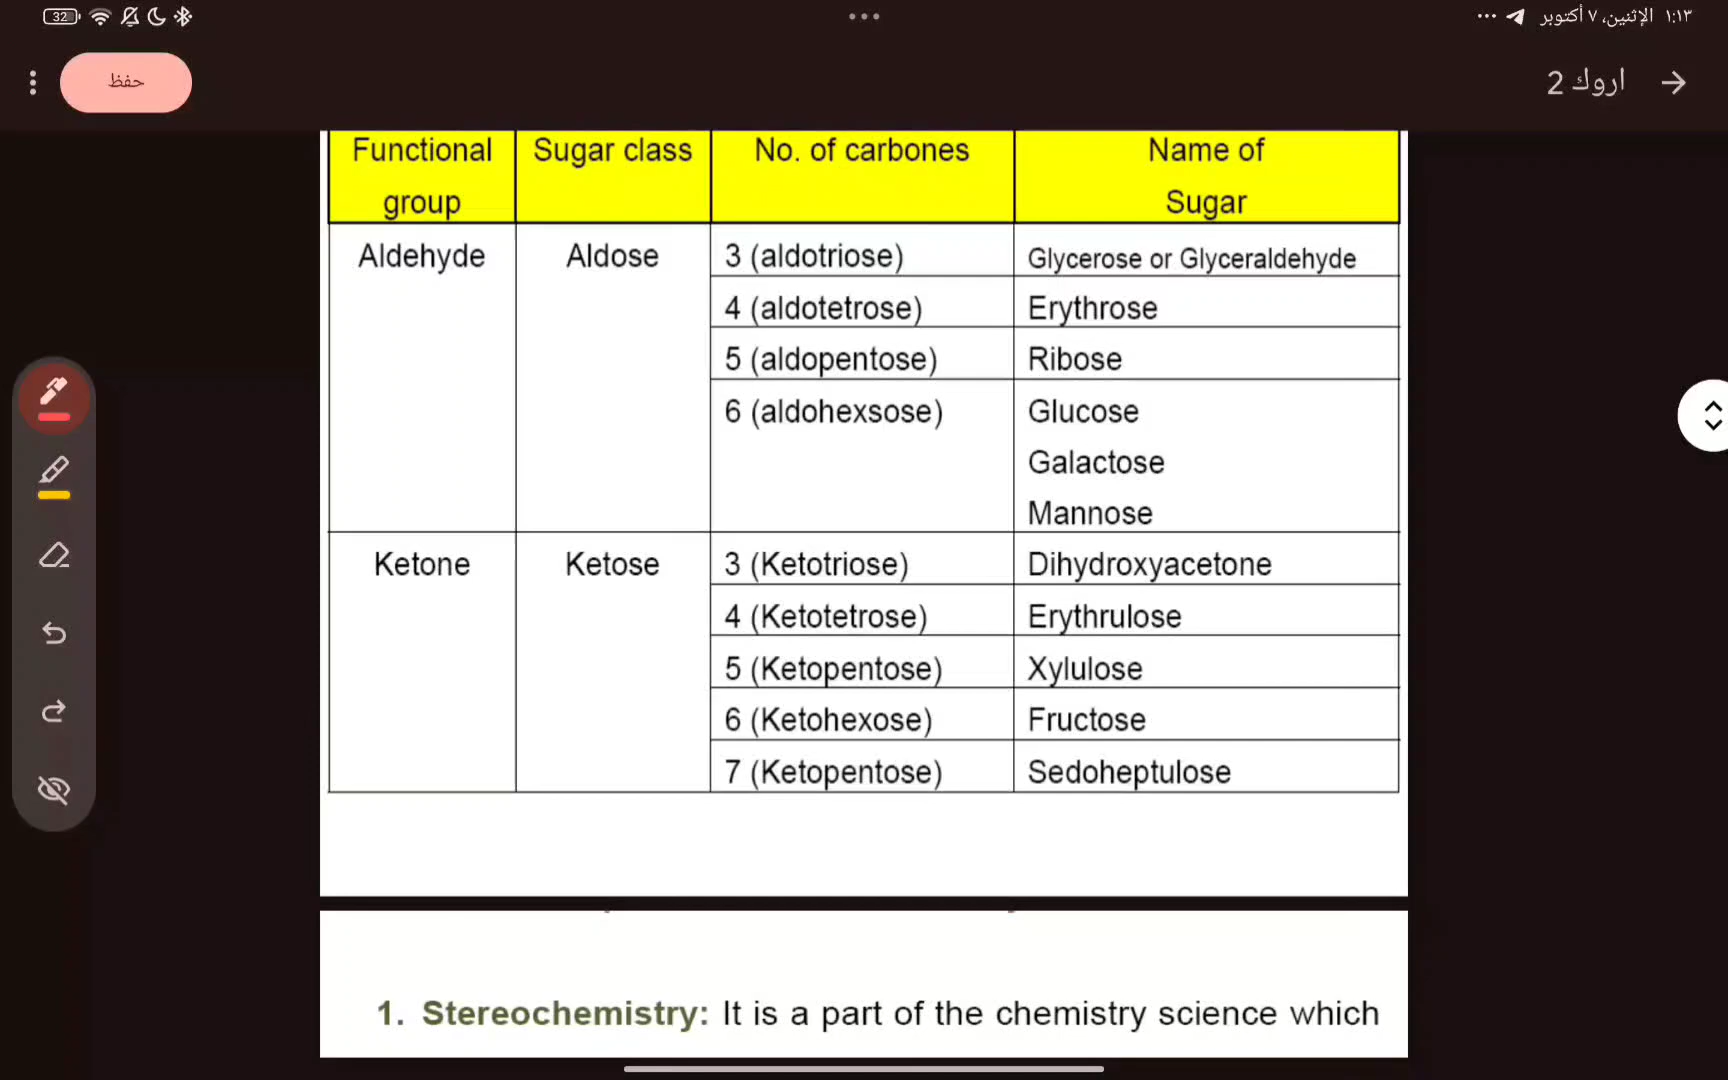 32
١:١٣ الإثنين، ٧ أكتوبر
حفظ
اروك 2
Functional group
Sugar class
No. of carbones
Name of Sugar
Aldehyde
Aldose
3 (aldotriose)
Glycerose or Glyceraldehyde
4 (aldotetrose)
Erythrose
5 (aldopentose)
Ribose
6 (aldohexsose)
Glucose
Galactose
Mannose
Ketone
Ketose
3 (Ketotriose)
Dihydroxyacetone
4 (Ketotetrose)
Erythrulose
5 (Ketopentose)
Xylulose
6 (Ketohexose)
Fructose
7 (Ketopentose)
Sedoheptulose
1. Stereochemistry: It is a part of the chemistry science which